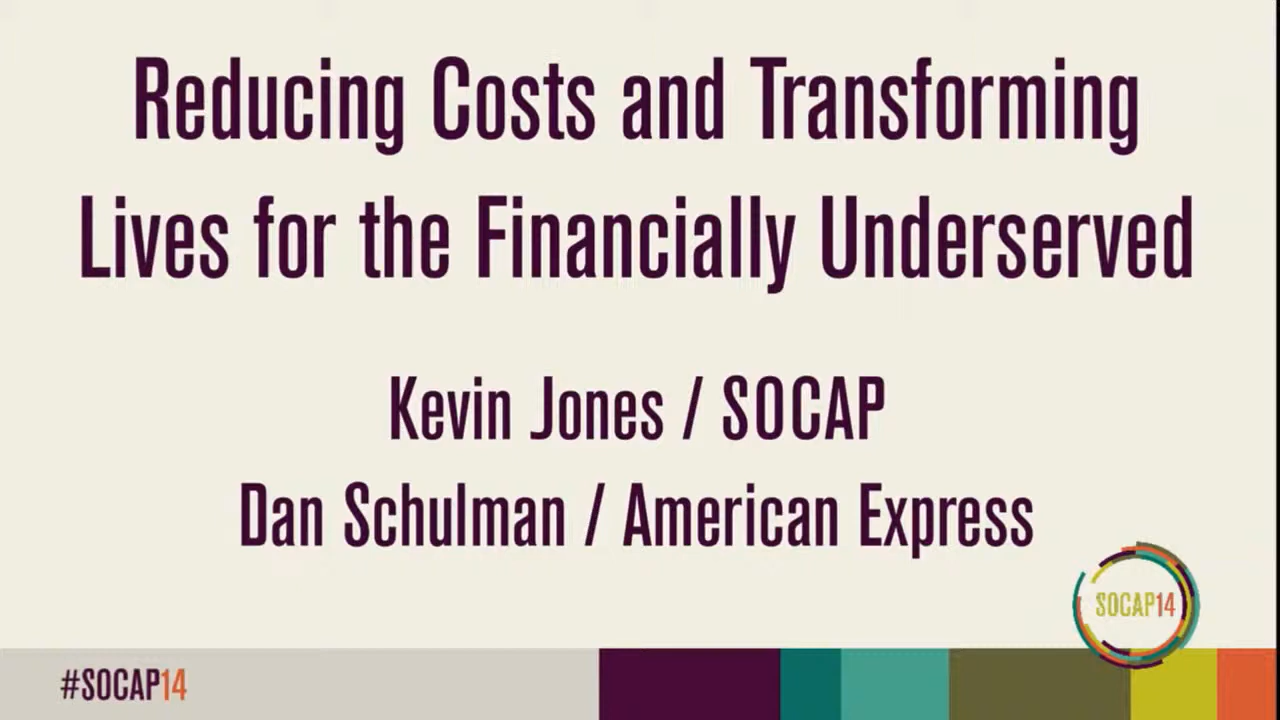 Reducing Costs and Transforming
Lives for the Financially Underserved
Kevin Jones / SOCAP
Dan Schulman / American Express
SOCAP14
#SOCAP14